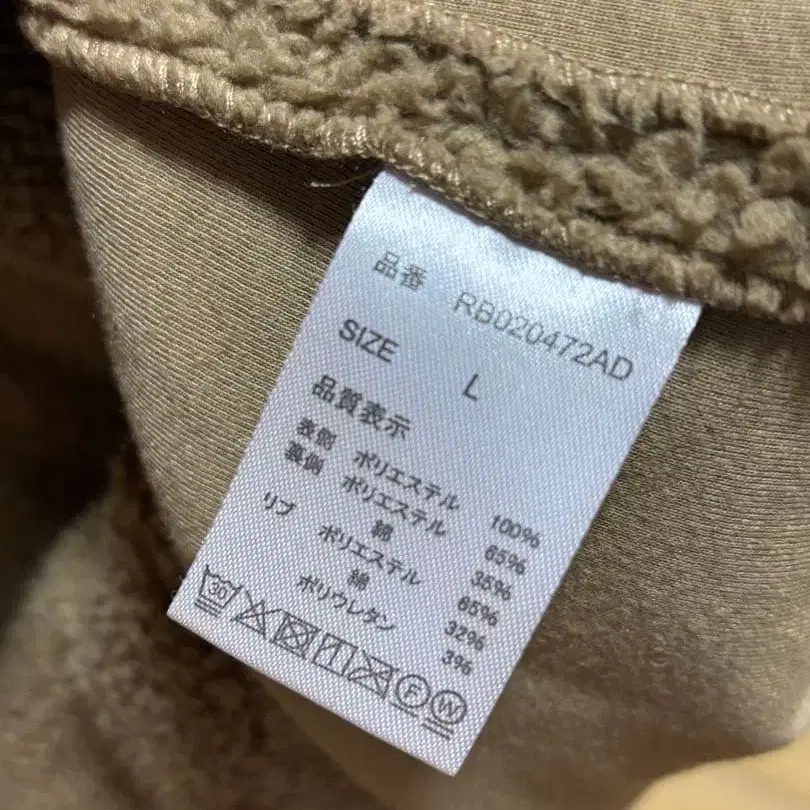 品番 RB020472AD
SIZE L
品質表示
表側 ポリエステル 100%
裏側 ポリエステル 65%
綿 35%
リブ ポリエステル 65%
綿 32%
ポリウレタン 3%
30 F W